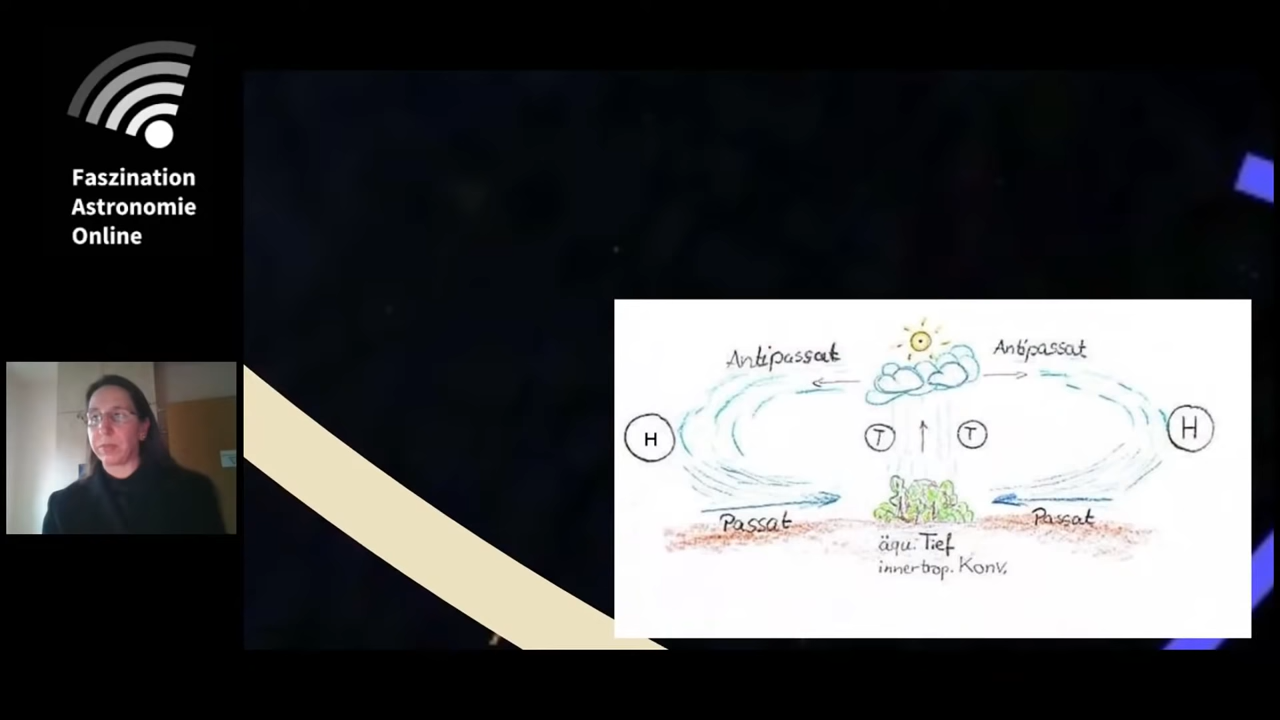 Faszination
Astronomie
Online
Antipassat
Antipassat
H
T
T
H
Passat
Passat
äqu. Tief
innertrop. Konv.